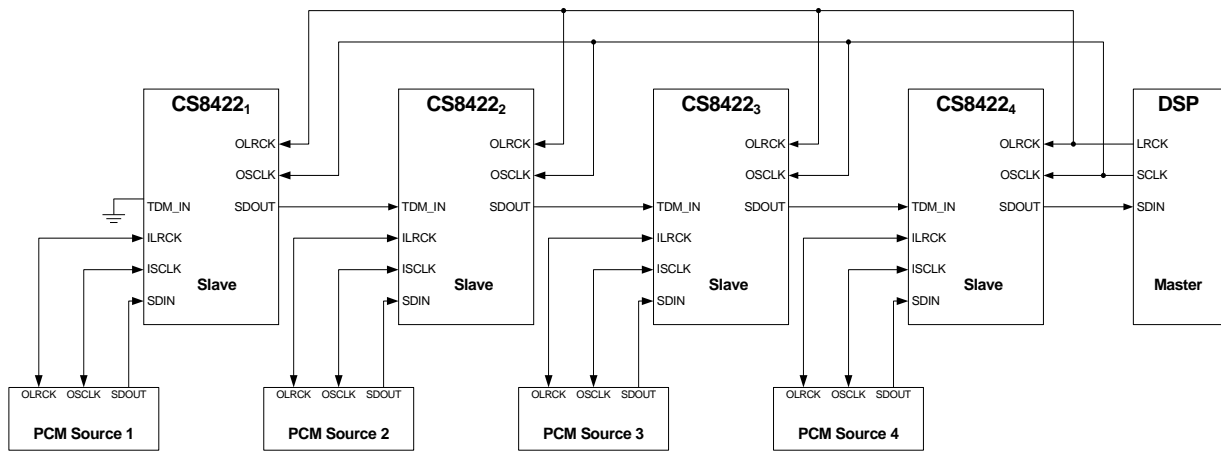 CS8422₁ CS8422₂ CS8422₃ CS8422₄ DSP
OLRCK OLRCK OLRCK OLRCK LRCK
OSCLK OSCLK OSCLK OSCLK SCLK
TDM_IN SDOUT TDM_IN SDOUT TDM_IN SDOUT TDM_IN SDOUT SDIN
ILRCK ILRCK ILRCK ILRCK
ISCLK ISCLK ISCLK ISCLK
Slave Slave Slave Slave Master
SDIN SDIN SDIN SDIN
OLRCK OSCLK SDOUT OLRCK OSCLK SDOUT OLRCK OSCLK SDOUT OLRCK OSCLK SDOUT
PCM Source 1 PCM Source 2 PCM Source 3 PCM Source 4